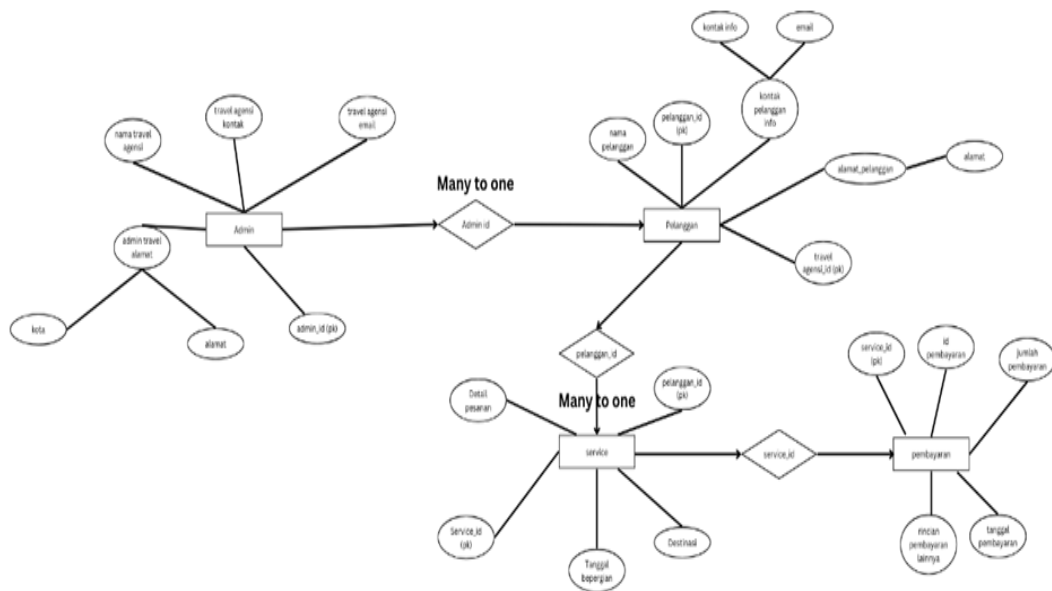 kontak info
email
travel agensi
kontak
travel agensi
email
nama travel
agensi
pelanggan_id
(pk)
kontak
pelanggan
info
nama
pelanggan
alamat_pelanggan
alamat
Many to one
Admin
Admin id
Pelanggan
admin travel
alamat
travel
agensi_id (pk)
kota
alamat
admin_id (pk)
pelanggan_id
service_id
(pk)
id
pembayaran
jumlah
pembayaran
Detail
pesanan
pelanggan_id
(pk)
Many to one
service
service_id
pembayaran
Service_id
(pk)
Tanggal
bepergian
Destinasi
rincian
pembayaran
lainnya
tanggal
pembayaran